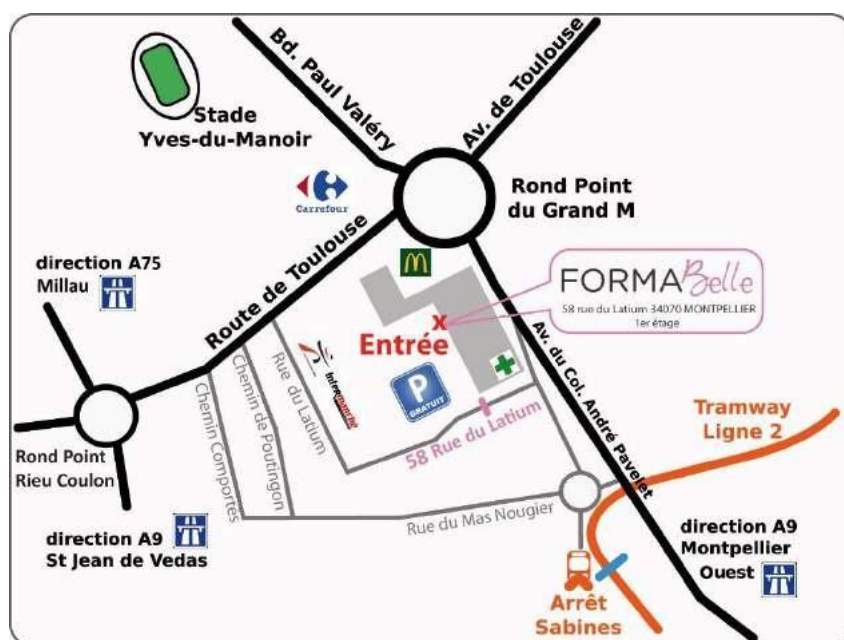 Bd. Paul Valéry
Av. de Toulouse
Stade
Yves-du-Manoir
Carrefour
Rond Point
du Grand M
direction A75
Millau
Route de Toulouse
FORMA Belle
58 rue du Latium 34070 MONTPELLIER
1er étage
x
Entrée
Intermarché
P
GRATUIT
Rue du Latium
Chemin de Poutingon
Chemin Comportes
58 Rue du Latium
Av. du Col. André Pavelet
Tramway
Ligne 2
Rond Point
Rieu Coulon
Rue du Mas Nougier
direction A9
St Jean de Vedas
direction A9
Montpellier
Ouest
Arrêt
Sabines